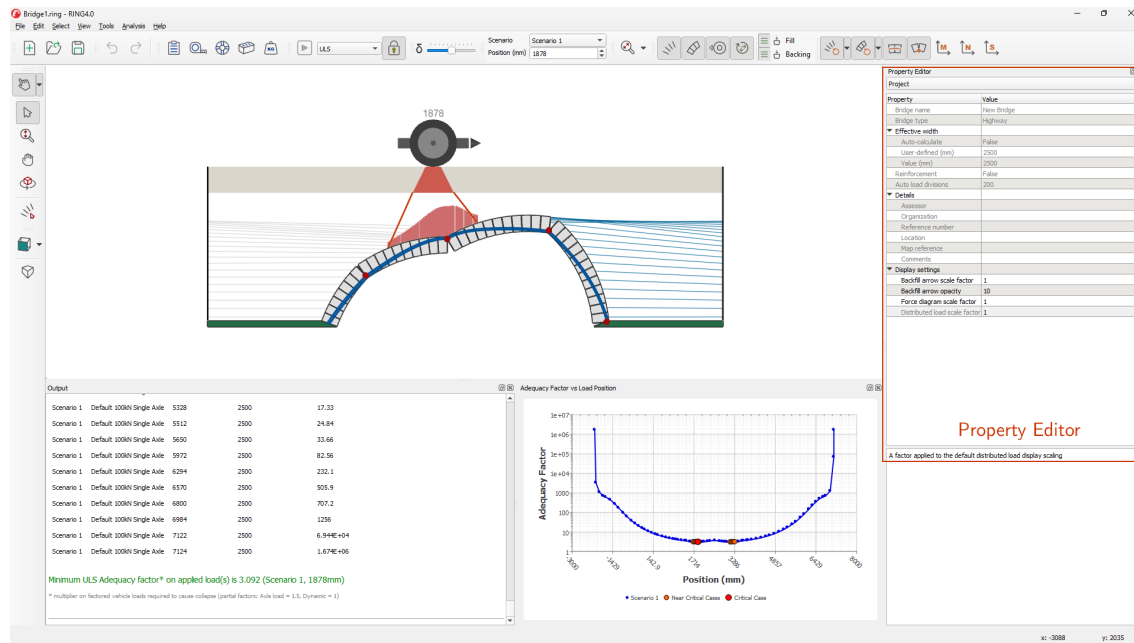 Bridge1.ring - RING4.0
File Edit Select View Tools Analysis Help
ULS
δ
Scenario Scenario 1
Position (mm) 1878
Fill
Backing
M N S
1878
Property Editor
Project
Property Value
Bridge name New Bridge
Bridge type Highway
Effective width
Auto-calculate False
User-defined (mm) 2500
Value (mm) 2500
Reinforcement False
Auto load divisions 200
Details
Assessor
Organization
Reference number
Location
Map reference
Comments
Display settings
Backfill arrow scale factor 1
Backfill arrow opacity 10
Force diagram scale factor 1
Distributed load scale factor 1
Property Editor
A factor applied to the default distributed load display scaling
Output
Scenario 1 Default 100kN Single Axle 5328 2500 17.33
Scenario 1 Default 100kN Single Axle 5512 2500 24.84
Scenario 1 Default 100kN Single Axle 5650 2500 33.66
Scenario 1 Default 100kN Single Axle 5972 2500 82.56
Scenario 1 Default 100kN Single Axle 6294 2500 232.1
Scenario 1 Default 100kN Single Axle 6570 2500 505.9
Scenario 1 Default 100kN Single Axle 6800 2500 707.2
Scenario 1 Default 100kN Single Axle 6984 2500 1256
Scenario 1 Default 100kN Single Axle 7122 2500 6.944E+04
Scenario 1 Default 100kN Single Axle 7124 2500 1.674E+06
Minimum ULS Adequacy factor* on applied load(s) is 3.092 (Scenario 1, 1878mm)
* multiplier on factored vehicle loads required to cause collapse (partial factors: Axle load = 1.5, Dynamic = 1)
Adequacy Factor vs Load Position
Adequacy Factor
1e+07
1e+06
1e+05
1e+04
1000
100
10
1
-3000 -1429 142.9 1714 3286 4857 6429 8000
Position (mm)
Scenario 1 Near Critical Cases Critical Case
x: -3088 y: 2035